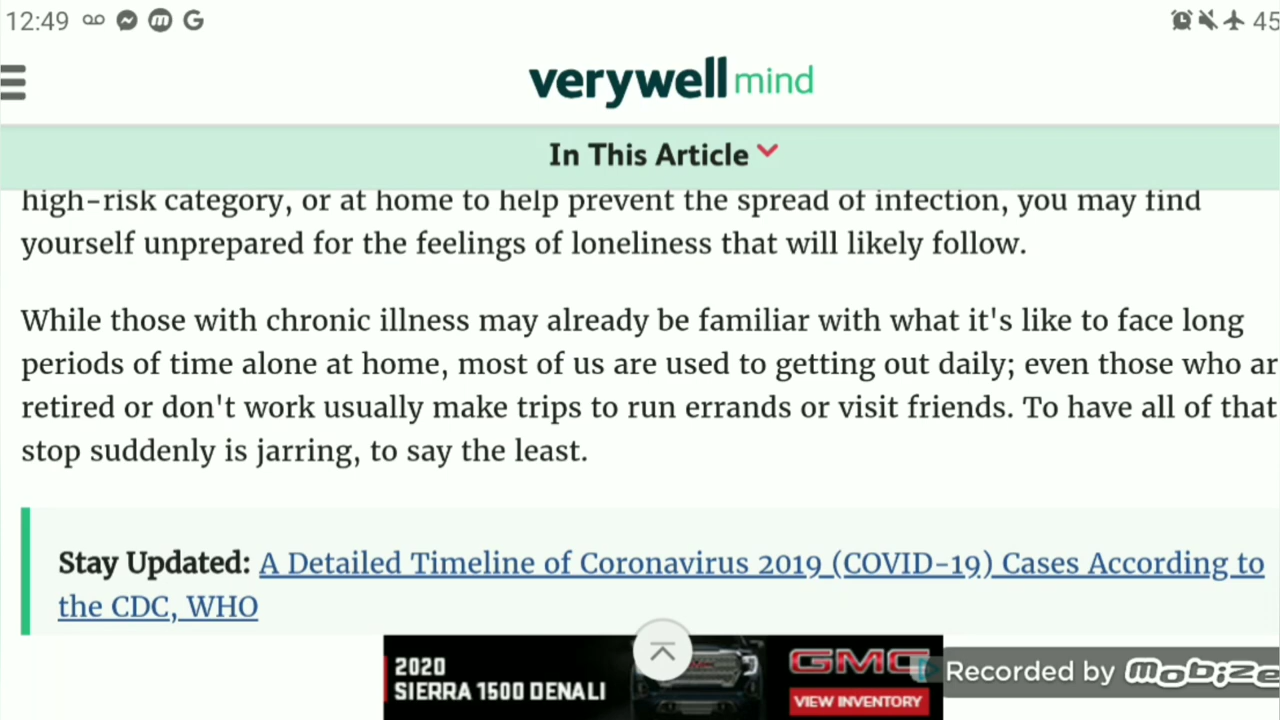 12:49
45
verywell mind
In This Article
high-risk category, or at home to help prevent the spread of infection, you may find
yourself unprepared for the feelings of loneliness that will likely follow.
While those with chronic illness may already be familiar with what it's like to face long
periods of time alone at home, most of us are used to getting out daily; even those who ar
retired or don't work usually make trips to run errands or visit friends. To have all of that
stop suddenly is jarring, to say the least.
Stay Updated: A Detailed Timeline of Coronavirus 2019 (COVID-19) Cases According to
the CDC, WHO
2020
SIERRA 1500 DENALI
GMC
VIEW INVENTORY
Recorded by Mobize